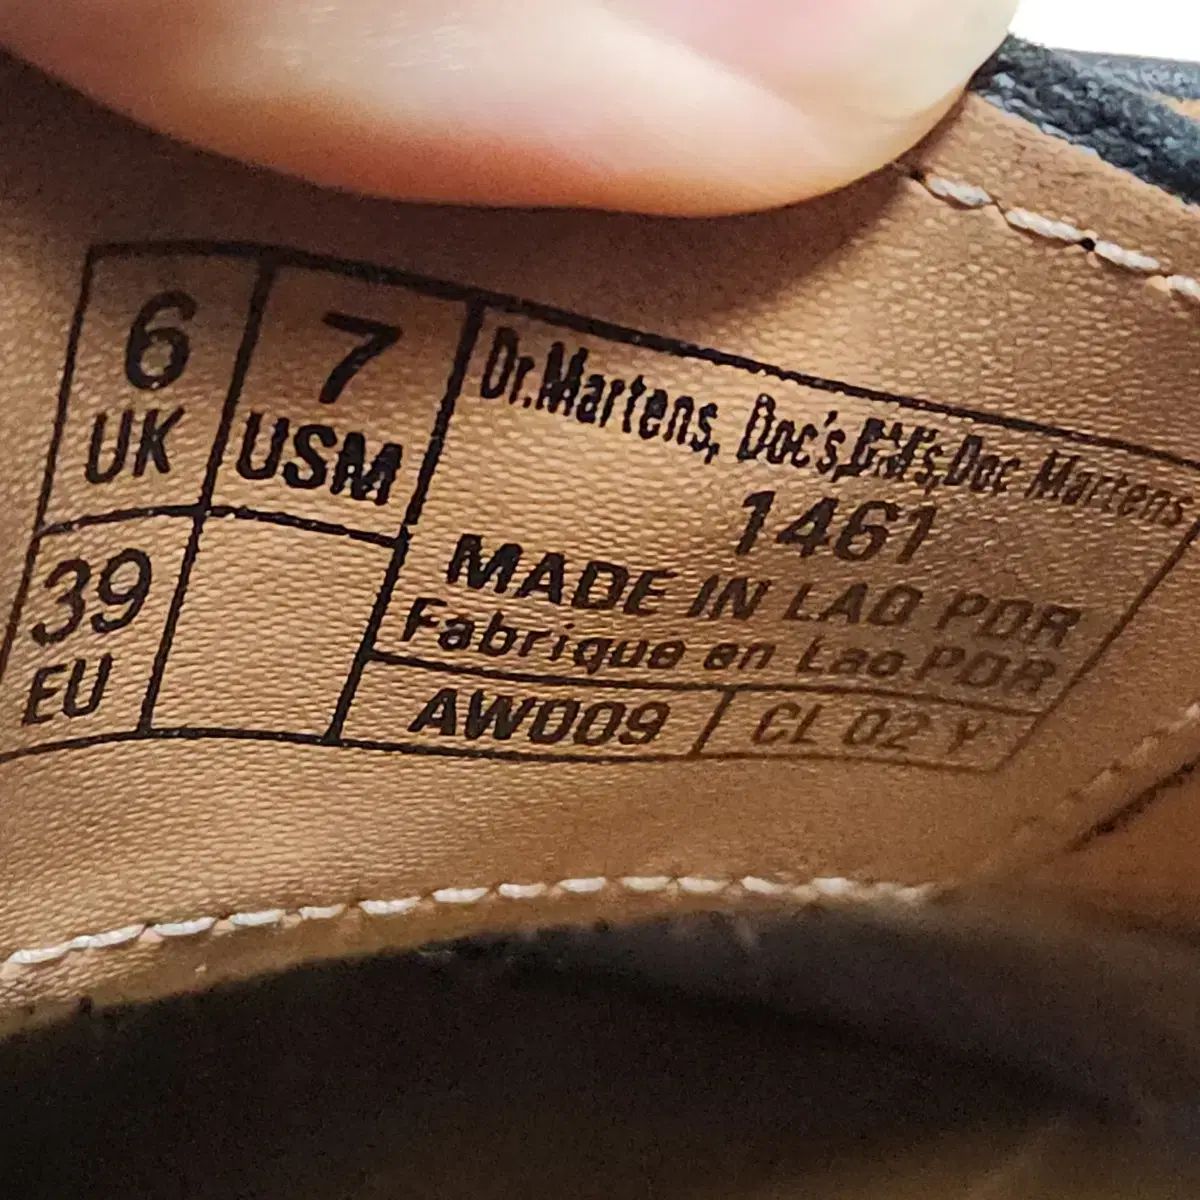 6 UK
7 USM
39 EU
Dr.Martens, Doc's,DM's,Doc Martens
1461
MADE IN LAO PDR
Fabrique en Lao PDR
AW009 CL 02 Y